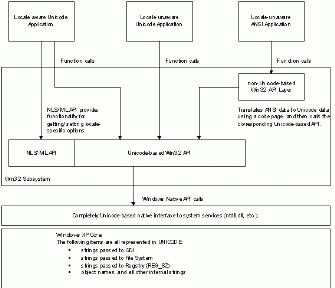 Locale aware Unicode
Application
Locale unaware
Unicode Application
Locale unaware
ANSI Application
Function calls
Function calls
Function calls
non-Unicode-based
Win32 API Layer
NLS/MLAPI provide
functionality for
getting/setting locale-
specific options
Translates ANSI data to Unicode data
using a code page, and then calls the
corresponding Unicode-based API.
NLS/MLAPI
Unicode-based Win32 API
Win32 Subsystem
Windows Native API calls
Completely Unicode-based native interface to system services (ntdll.dll, etc.)
Windows XP Core
The following items are all represented in UNICODE:
• strings passed to GDI
• strings passed to File System
• strings passed to Registry (REG_SZ)
• object names, and all other internal strings